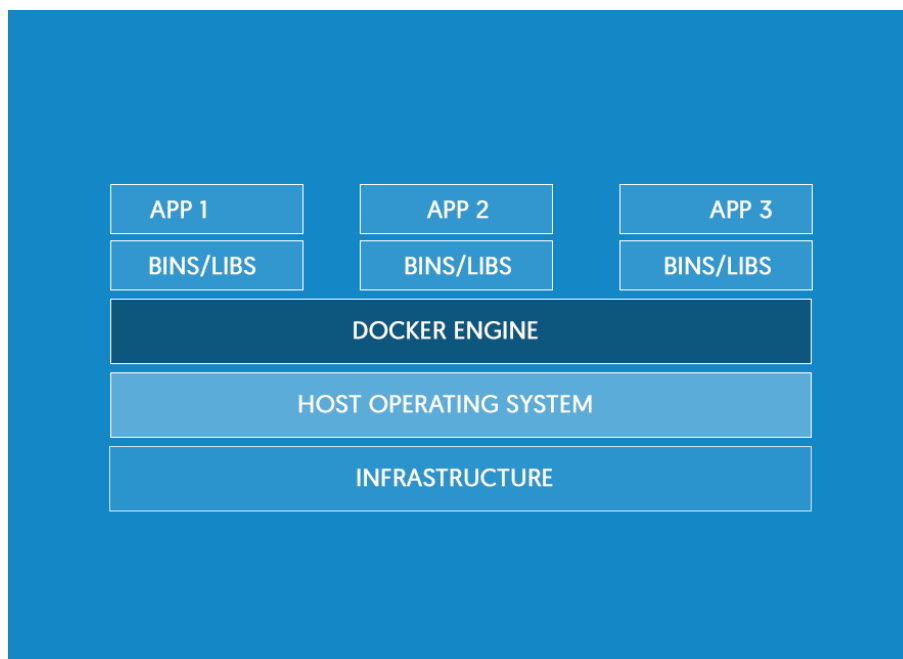 APP 1
APP 2
APP 3
BINS/LIBS
BINS/LIBS
BINS/LIBS
DOCKER ENGINE
HOST OPERATING SYSTEM
INFRASTRUCTURE